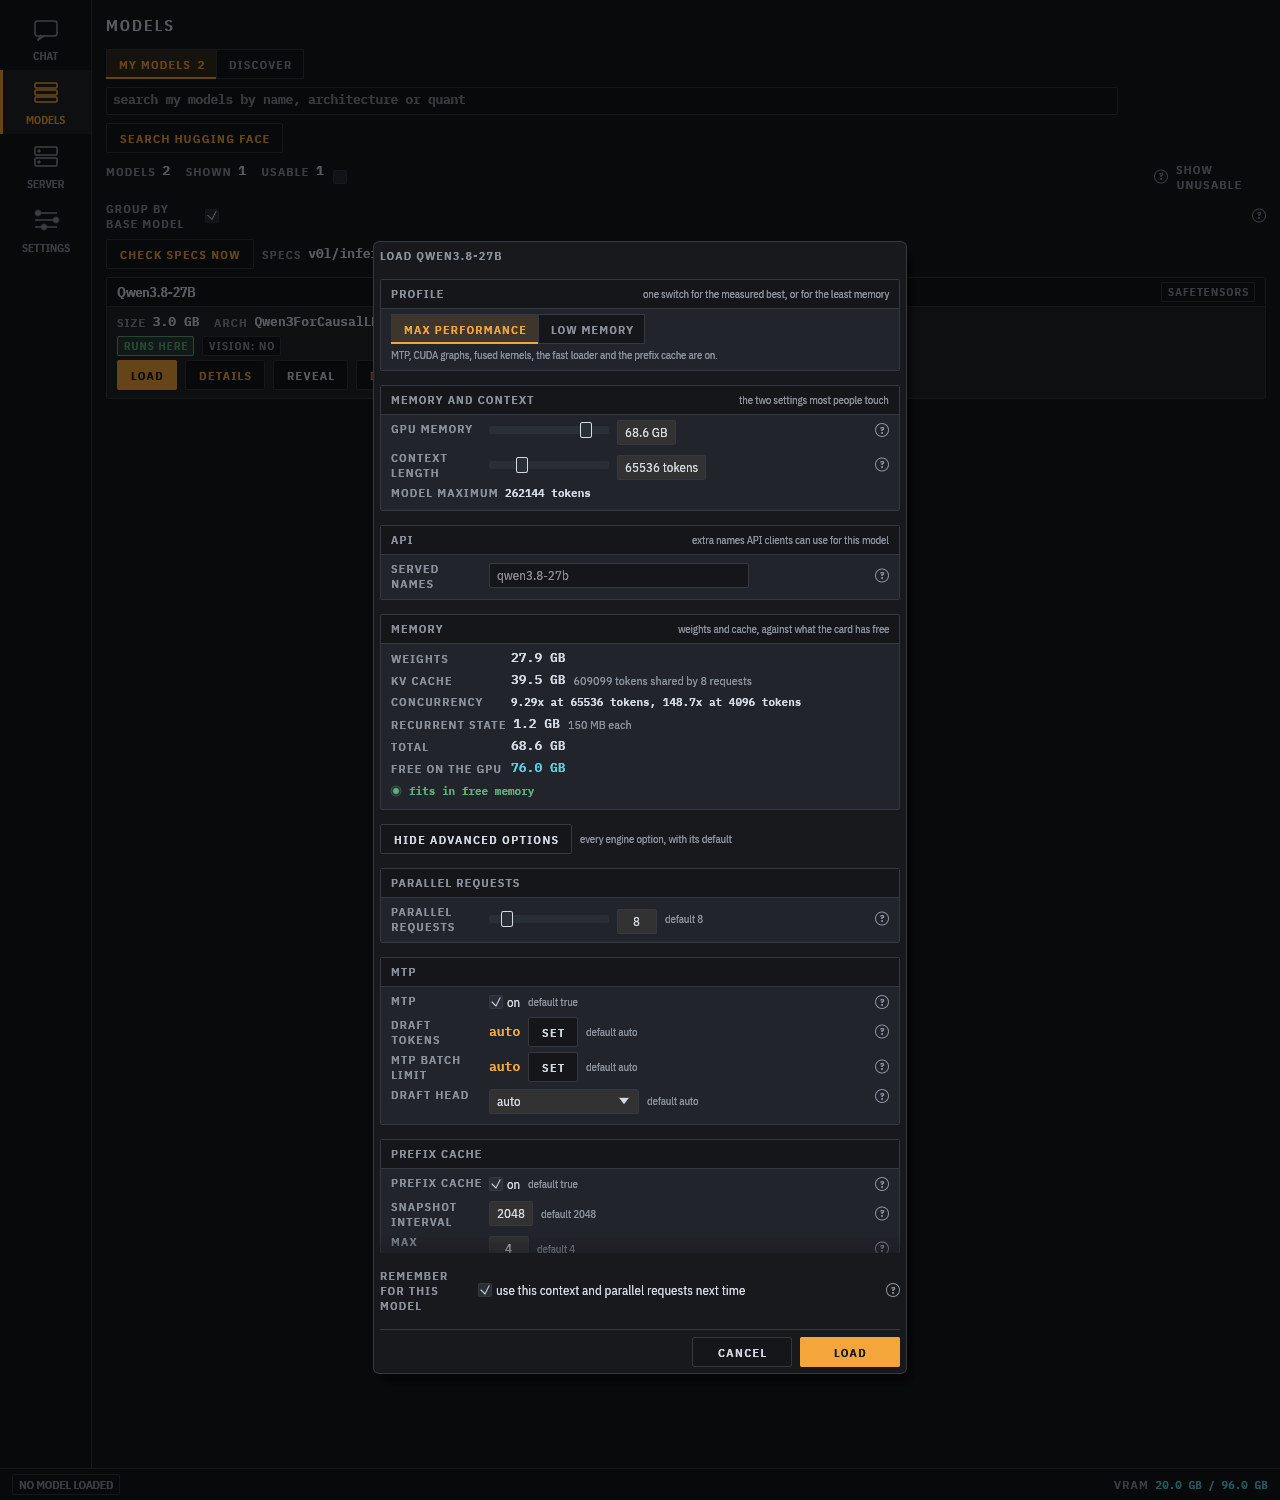 CHAT
MODELS
SERVER
SETTINGS
MODELS
MY MODELS 2 DISCOVER
search my models by name, architecture or quant
SEARCH HUGGING FACE
MODELS 2 SHOWN 1 USABLE 1
SHOW UNUSABLE
GROUP BY BASE MODEL
CHECK SPECS NOW SPECS v0l/infe
Qwen3.8-27B SAFETENSORS
SIZE 3.0 GB ARCH Qwen3ForCausalL
RUNS HERE VISION: NO
LOAD DETAILS REVEAL
LOAD QWEN3.8-27B
PROFILE one switch for the measured best, or for the least memory
MAX PERFORMANCE LOW MEMORY
MTP, CUDA graphs, fused kernels, the fast loader and the prefix cache are on.
MEMORY AND CONTEXT the two settings most people touch
GPU MEMORY 68.6 GB
CONTEXT LENGTH 65536 tokens
MODEL MAXIMUM 262144 tokens
API extra names API clients can use for this model
SERVED NAMES qwen3.8-27b
MEMORY weights and cache, against what the card has free
WEIGHTS 27.9 GB
KV CACHE 39.5 GB 609099 tokens shared by 8 requests
CONCURRENCY 9.29x at 65536 tokens, 148.7x at 4096 tokens
RECURRENT STATE 1.2 GB 150 MB each
TOTAL 68.6 GB
FREE ON THE GPU 76.0 GB
fits in free memory
HIDE ADVANCED OPTIONS every engine option, with its default
PARALLEL REQUESTS
PARALLEL REQUESTS 8 default 8
MTP
MTP on default true
DRAFT TOKENS auto SET default auto
MTP BATCH LIMIT auto SET default auto
DRAFT HEAD auto default auto
PREFIX CACHE
PREFIX CACHE on default true
SNAPSHOT INTERVAL 2048 default 2048
MAX 4 default 4
REMEMBER FOR THIS MODEL use this context and parallel requests next time
CANCEL LOAD
NO MODEL LOADED VRAM 20.0 GB / 96.0 GB